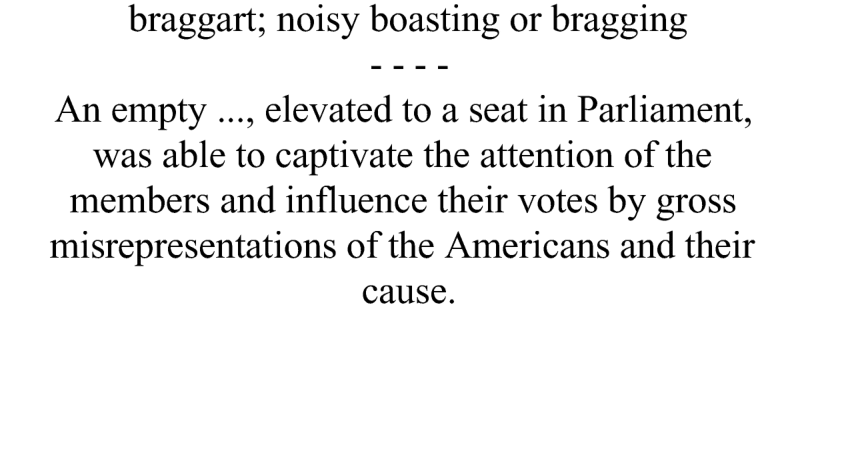 braggart; noisy boasting or bragging
- - - -
An empty ..., elevated to a seat in Parliament,
was able to captivate the attention of the
members and influence their votes by gross
misrepresentations of the Americans and their
cause.